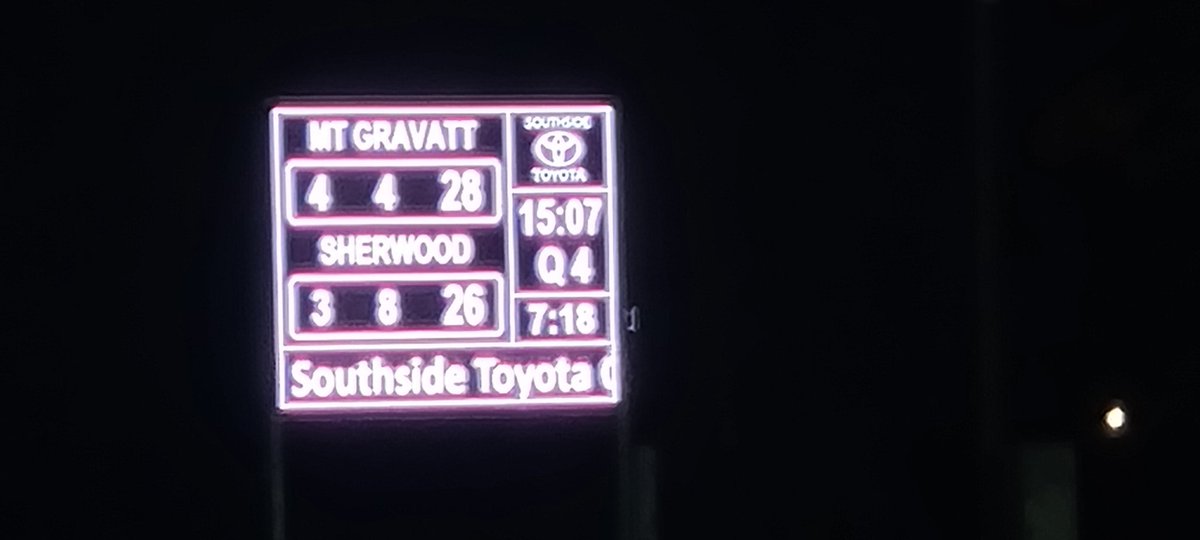 MT GRAVATT
4 4 28
SHERWOOD
3 8 26
SOUTHSIDE
TOYOTA
15:07
Q4
7:18
Southside Toyota